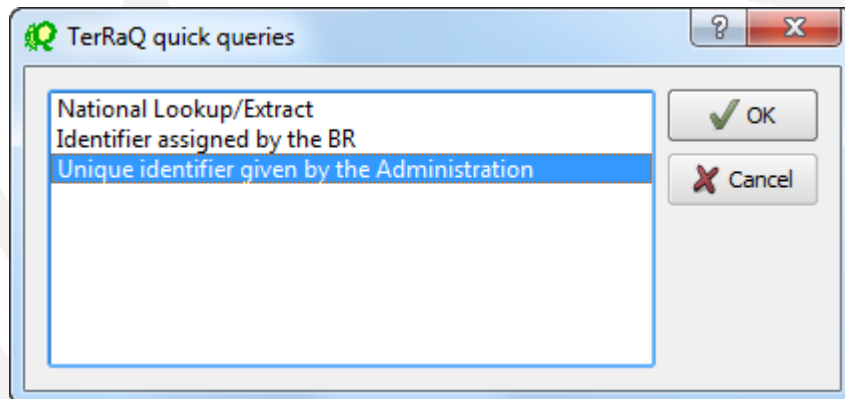 TerRaQ quick queries
National Lookup/Extract
Identifier assigned by the BR
Unique identifier given by the Administration
OK
Cancel